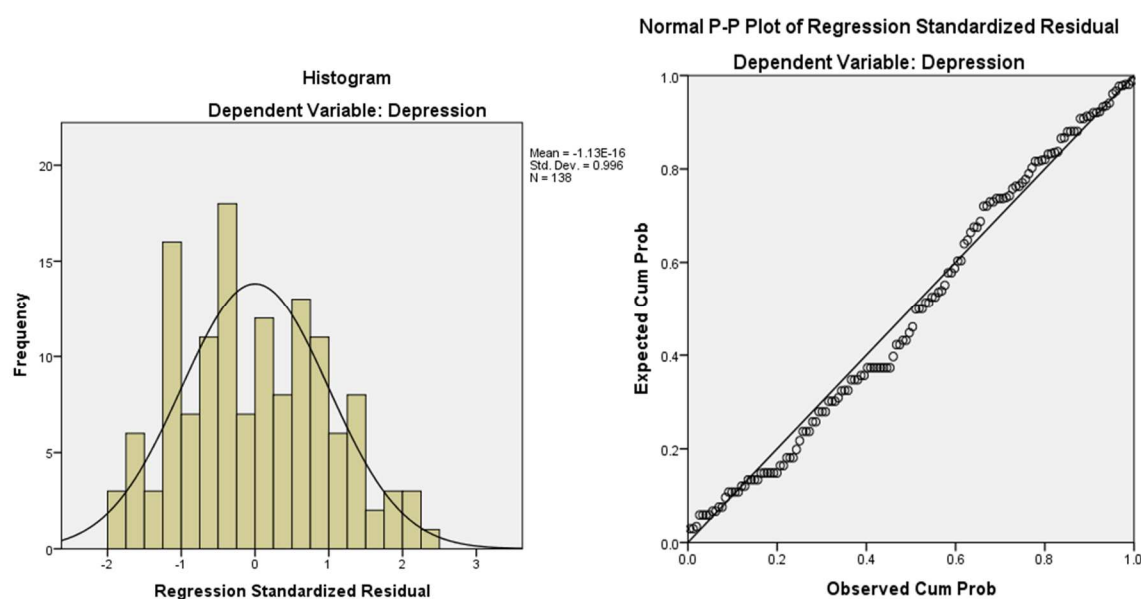 Histogram
Dependent Variable: Depression
Mean = -1.13E-16
Std. Dev. = 0.996
N = 138
Frequency
20
15
10
5
0
-2
-1
0
1
2
3
Regression Standardized Residual
Normal P-P Plot of Regression Standardized Residual
Dependent Variable: Depression
Expected Cum Prob
1.0
0.8
0.6
0.4
0.2
0.0
0.0
0.2
0.4
0.6
0.8
1.0
Observed Cum Prob